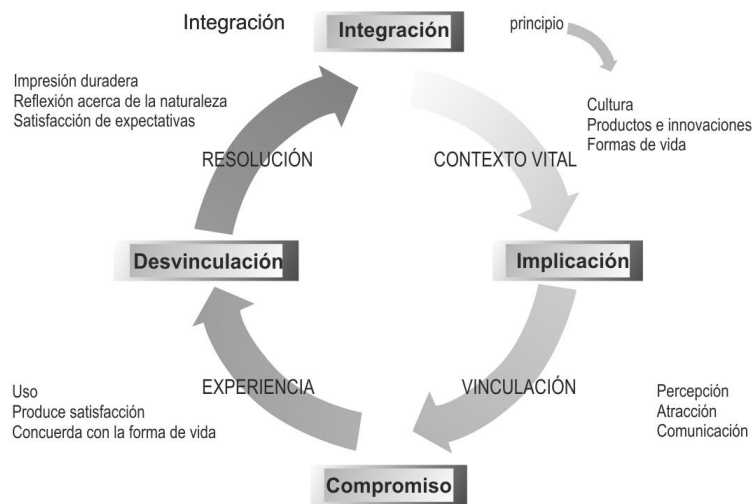 Integración
Integración
principio
Impresión duradera
Reflexión acerca de la naturaleza
Satisfacción de expectativas
Cultura
Productos e innovaciones
Formas de vida
RESOLUCIÓN
CONTEXTO VITAL
Desvinculación
Implicación
EXPERIENCIA
VINCULACIÓN
Uso
Produce satisfacción
Concuerda con la forma de vida
Percepción
Atracción
Comunicación
Compromiso